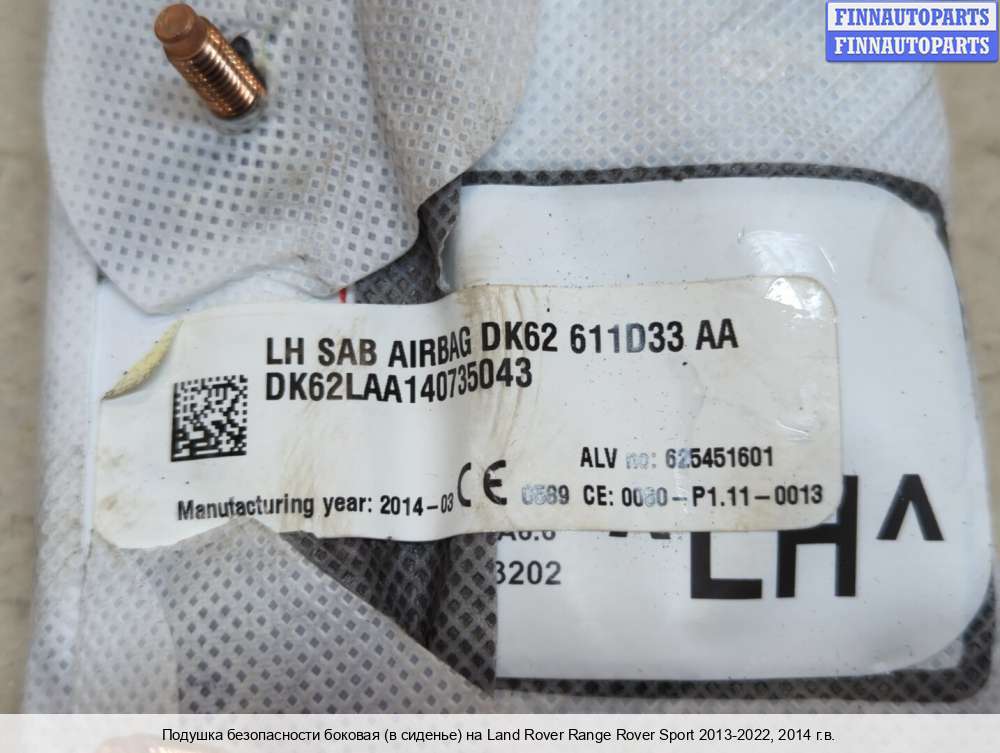 FINNAUTOPARTS
FINNAUTOPARTS
LH SAB AIRBAG DK62 611D33 AA
DK62LAA140735043
ALV no: 625451601
Manufacturing year: 2014-03 CE 0589 CE: 0080-P1.11-0013
3202
LH ^
Подушка безопасности боковая (в сиденье) на Land Rover Range Rover Sport 2013-2022, 2014 г.в.